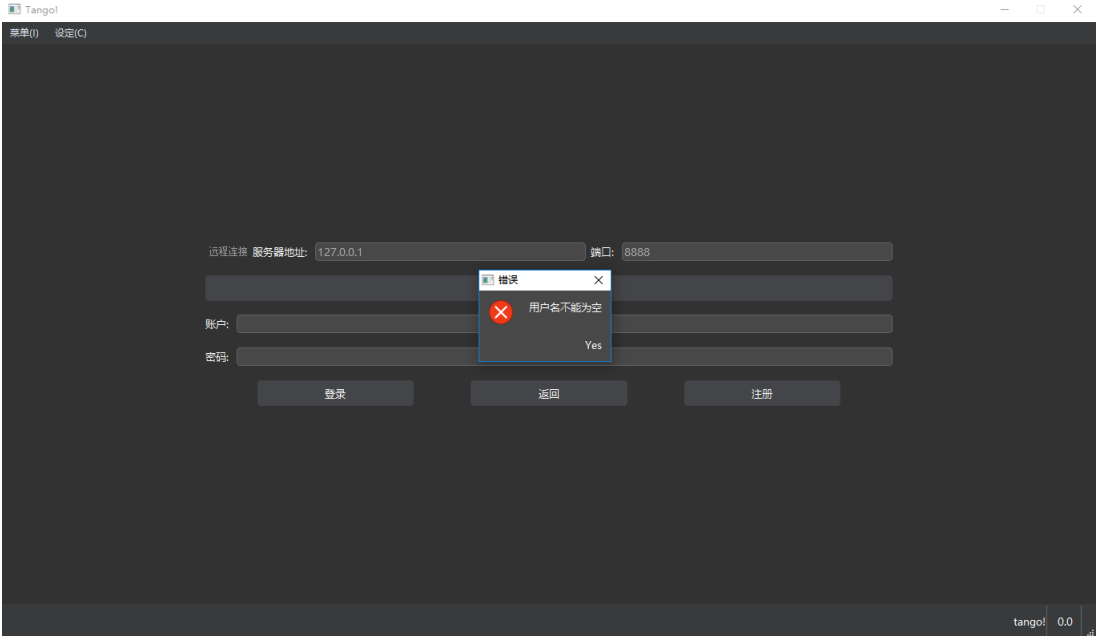 Tango!
菜单(I) 设定(C)
远程连接 服务器地址: 127.0.0.1 端口: 8888
错误
用户名不能为空
Yes
账户:
密码:
登录 返回 注册
tango! 0.0